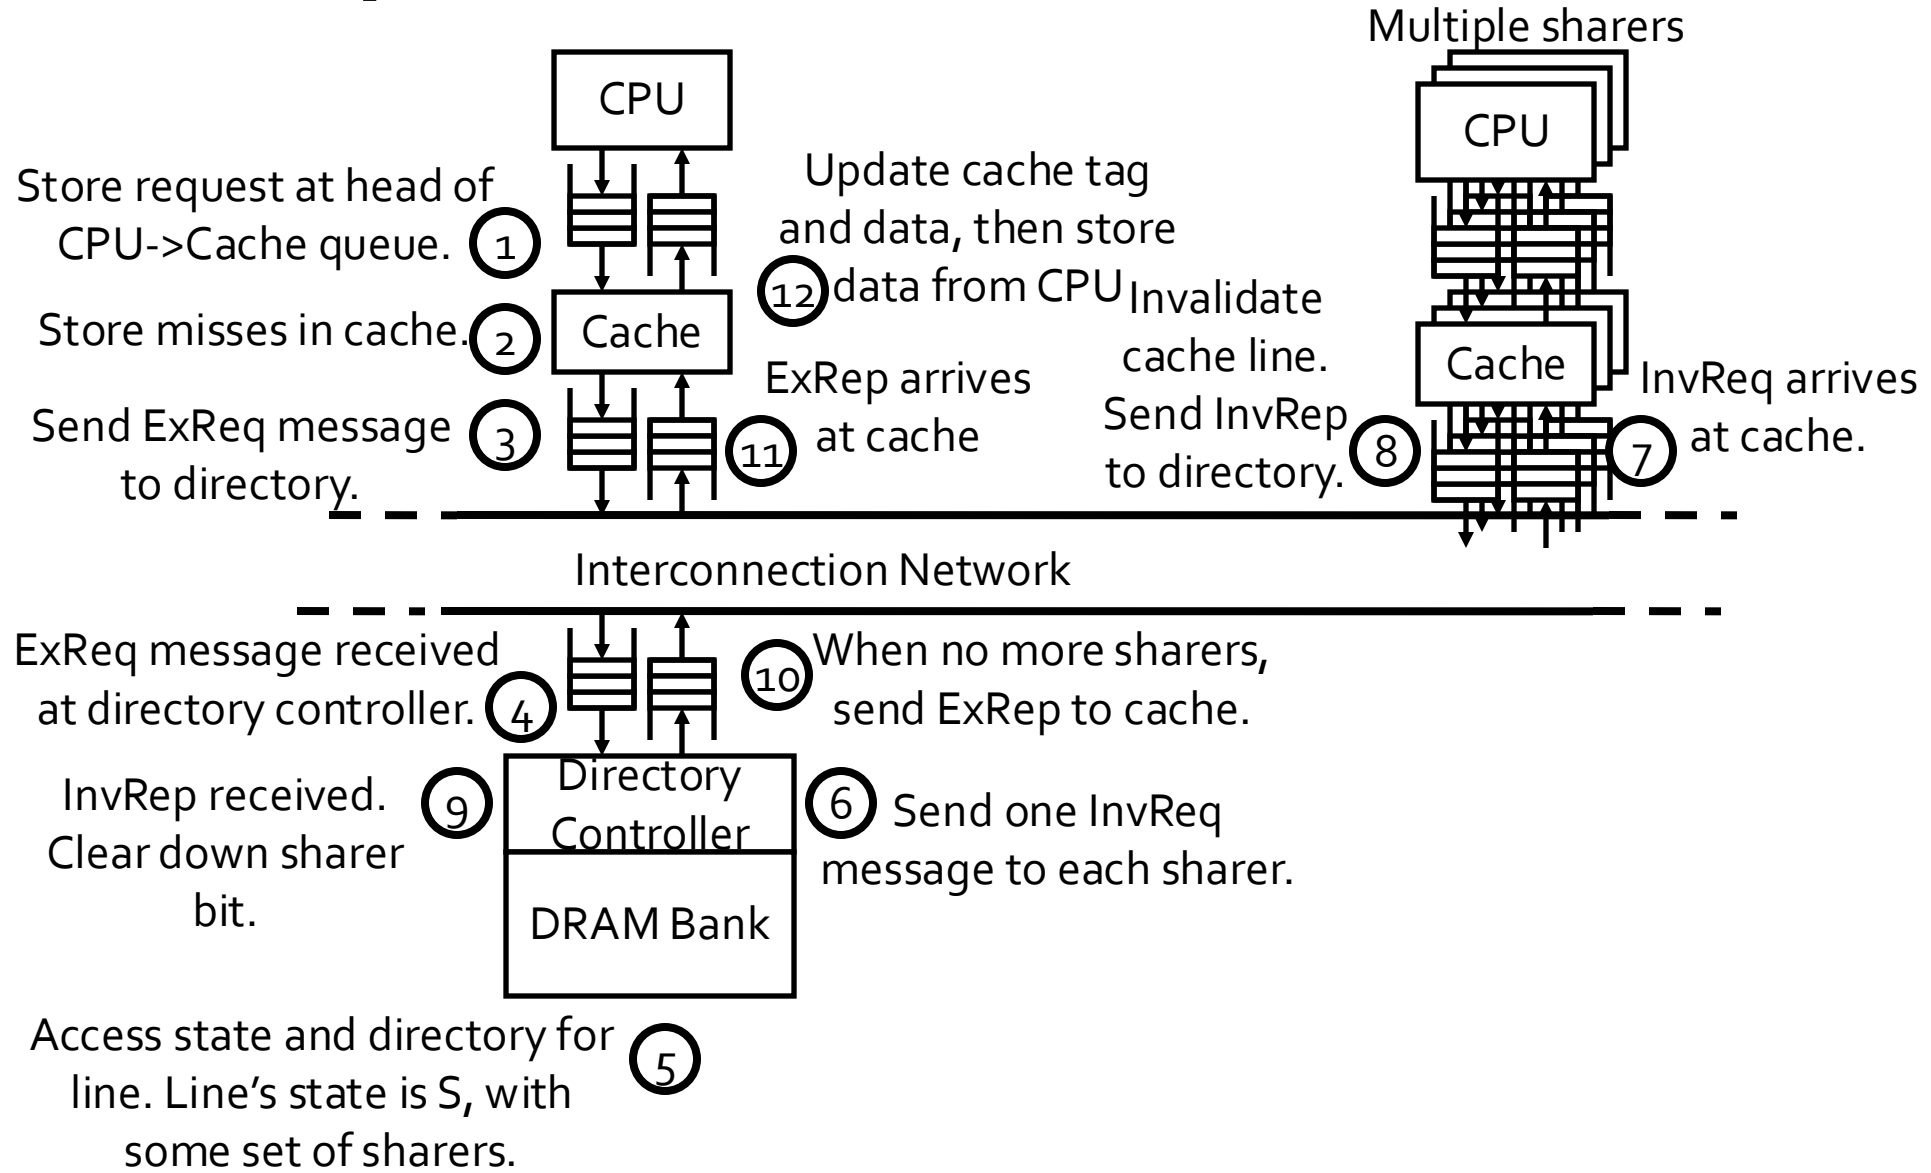 Multiple sharers
CPU
CPU
Store request at head of
CPU->Cache queue.
1
Update cache tag
and data, then store
12
data from CPU
Store misses in cache.
2
Cache
Invalidate
cache line.
Send InvRep
to directory.
8
Cache
InvReq arrives
at cache.
7
Send ExReq message
to directory.
3
ExRep arrives
at cache
11
Interconnection Network
ExReq message received
at directory controller.
4
When no more sharers,
send ExRep to cache.
10
InvRep received.
Clear down sharer
bit.
9
Directory
Controller
6
Send one InvReq
message to each sharer.
DRAM Bank
Access state and directory for
line. Line’s state is S, with
some set of sharers.
5